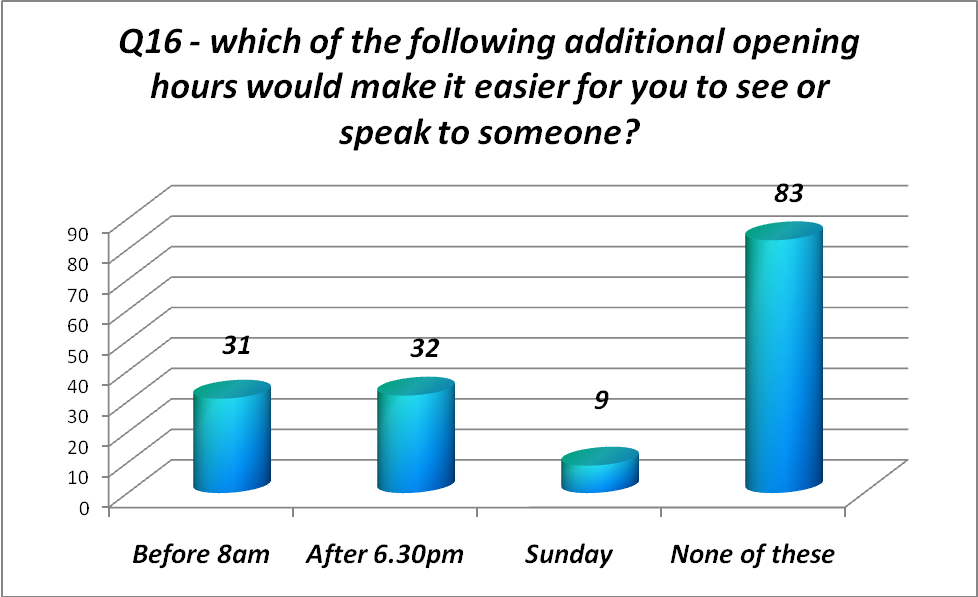 Q16 - which of the following additional opening
hours would make it easier for you to see or
speak to someone?
83
90
80
70
60
50
40
30
20
10
0
31
32
9
Before 8am
After 6.30pm
Sunday
None of these